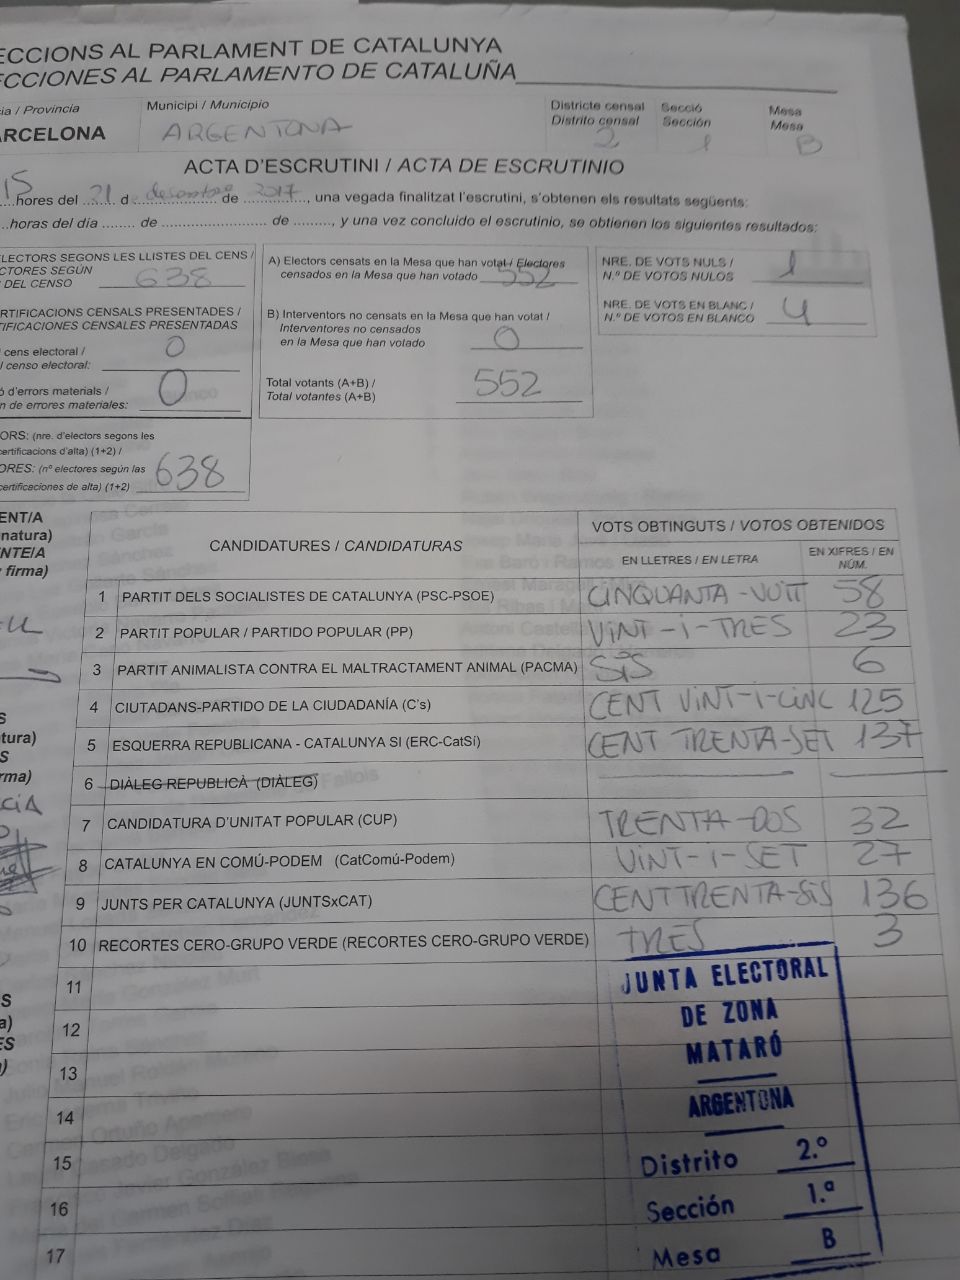 ECCIONS AL PARLAMENT DE CATALUNYA
CCIONES AL PARLAMENTO DE CATALUÑA
ia / Provincia
Municipi / Municipio
Districte censal Secció Mesa
Distrito censal Sección Mesa
ARCELONA ARGENTONA 2 1 B
ACTA D'ESCRUTINI / ACTA DE ESCRUTINIO
15 hores del 21 d desembre de 2017, una vegada finalitzat l'escrutini, s'obtenen els resultats següents:
..horas del día ........ de ........................ de .........., y una vez concluido el escrutinio, se obtienen los siguientes resultados:
LECTORS SEGONS LES LLISTES DEL CENS /
CTORES SEGÚN
DEL CENSO 638
RTIFICACIONS CENSALS PRESENTADES /
TIFICACIONES CENSALES PRESENTADAS
cens electoral / 0
l censo electoral:
ó d'errors materials / 0
n de errores materiales:
ORS: (nre. d'electors segons les
certificacions d'alta) (1+2) /
ORES: (nº electores según las
certificaciones de alta) (1+2) 638
A) Electors censats en la Mesa que han votat / Electores
censados en la Mesa que han votado 552
B) Interventors no censats en la Mesa que han votat /
Interventores no censados
en la Mesa que han votado 0
Total votants (A+B) /
Total votantes (A+B) 552
NRE. DE VOTS NULS / 1
N.º DE VOTOS NULOS
NRE. DE VOTS EN BLANC / 4
N.º DE VOTOS EN BLANCO
ENT/A
natura)
NTE/A
firma)
CANDIDATURES / CANDIDATURAS
VOTS OBTINGUTS / VOTOS OBTENIDOS
EN LLETRES / EN LETRA
EN XIFRES / EN
NÚM.
1 PARTIT DELS SOCIALISTES DE CATALUNYA (PSC-PSOE) CINQUANTA-VUIT 58
2 PARTIT POPULAR / PARTIDO POPULAR (PP) VINT-i-TRES 23
3 PARTIT ANIMALISTA CONTRA EL MALTRACTAMENT ANIMAL (PACMA) SiS 6
4 CIUTADANS-PARTIDO DE LA CIUDADANÍA (C's) CENT VINT-i-CINC 125
5 ESQUERRA REPUBLICANA - CATALUNYA SI (ERC-CatSí) CENT TRENTA-SET 137
6 DIÀLEG REPUBLICÀ (DIÀLEG)
7 CANDIDATURA D'UNITAT POPULAR (CUP) TRENTA-DOS 32
8 CATALUNYA EN COMÚ-PODEM (CatComú-Podem) VINT-i-SET 27
9 JUNTS PER CATALUNYA (JUNTSxCAT) CENT TRENTA-SiS 136
10 RECORTES CERO-GRUPO VERDE (RECORTES CERO-GRUPO VERDE) TRES 3
11
12
13
14
15
16
17
JUNTA ELECTORAL
DE ZONA
MATARÓ
ARGENTONA
Distrito 2.º
Sección 1.ª
Mesa B